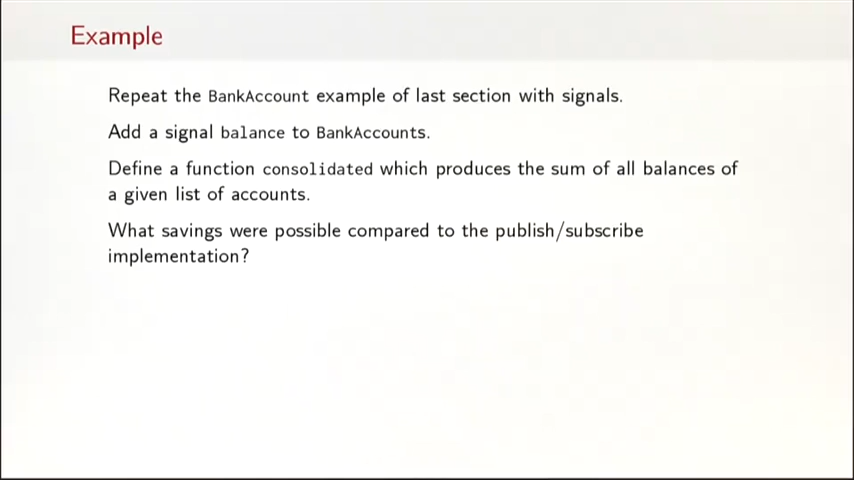 Example
Repeat the BankAccount example of last section with signals.
Add a signal balance to BankAccounts.
Define a function consolidated which produces the sum of all balances of
a given list of accounts.
What savings were possible compared to the publish/subscribe
implementation?